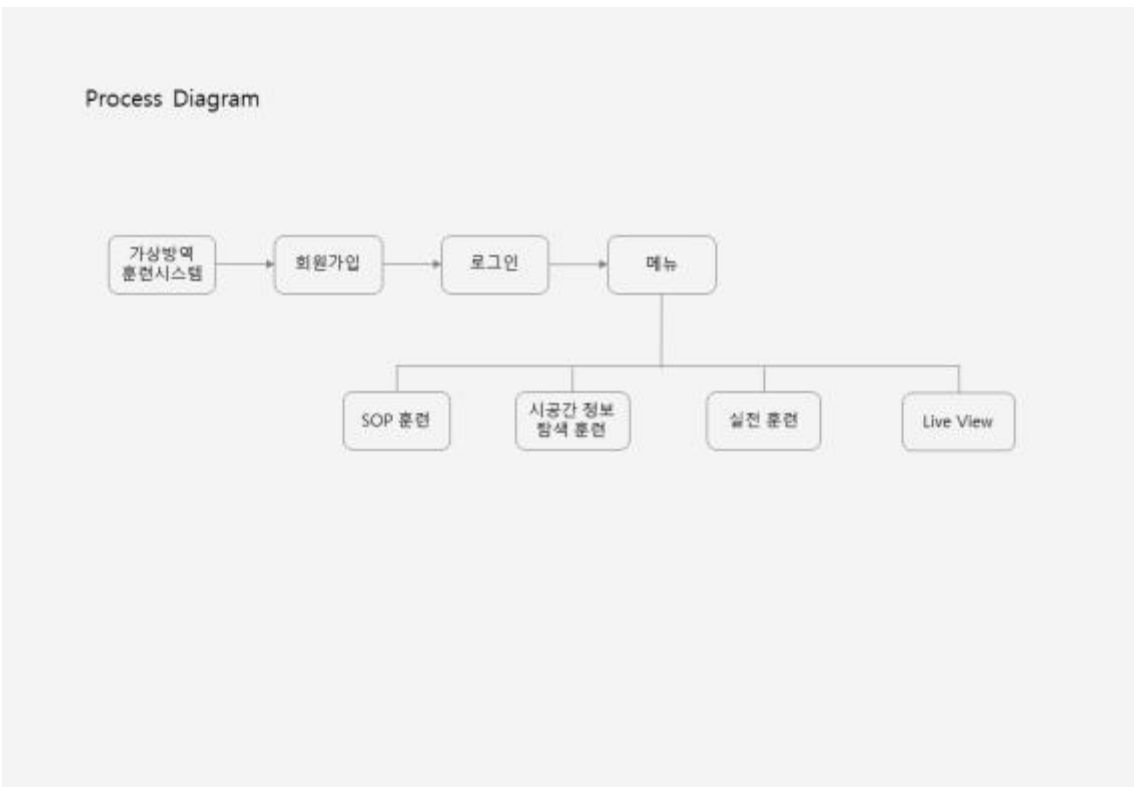 Process Diagram
가상방역
훈련시스템
회원가입
로그인
메뉴
SOP 훈련
시공간 정보
탐색 훈련
실전 훈련
Live View